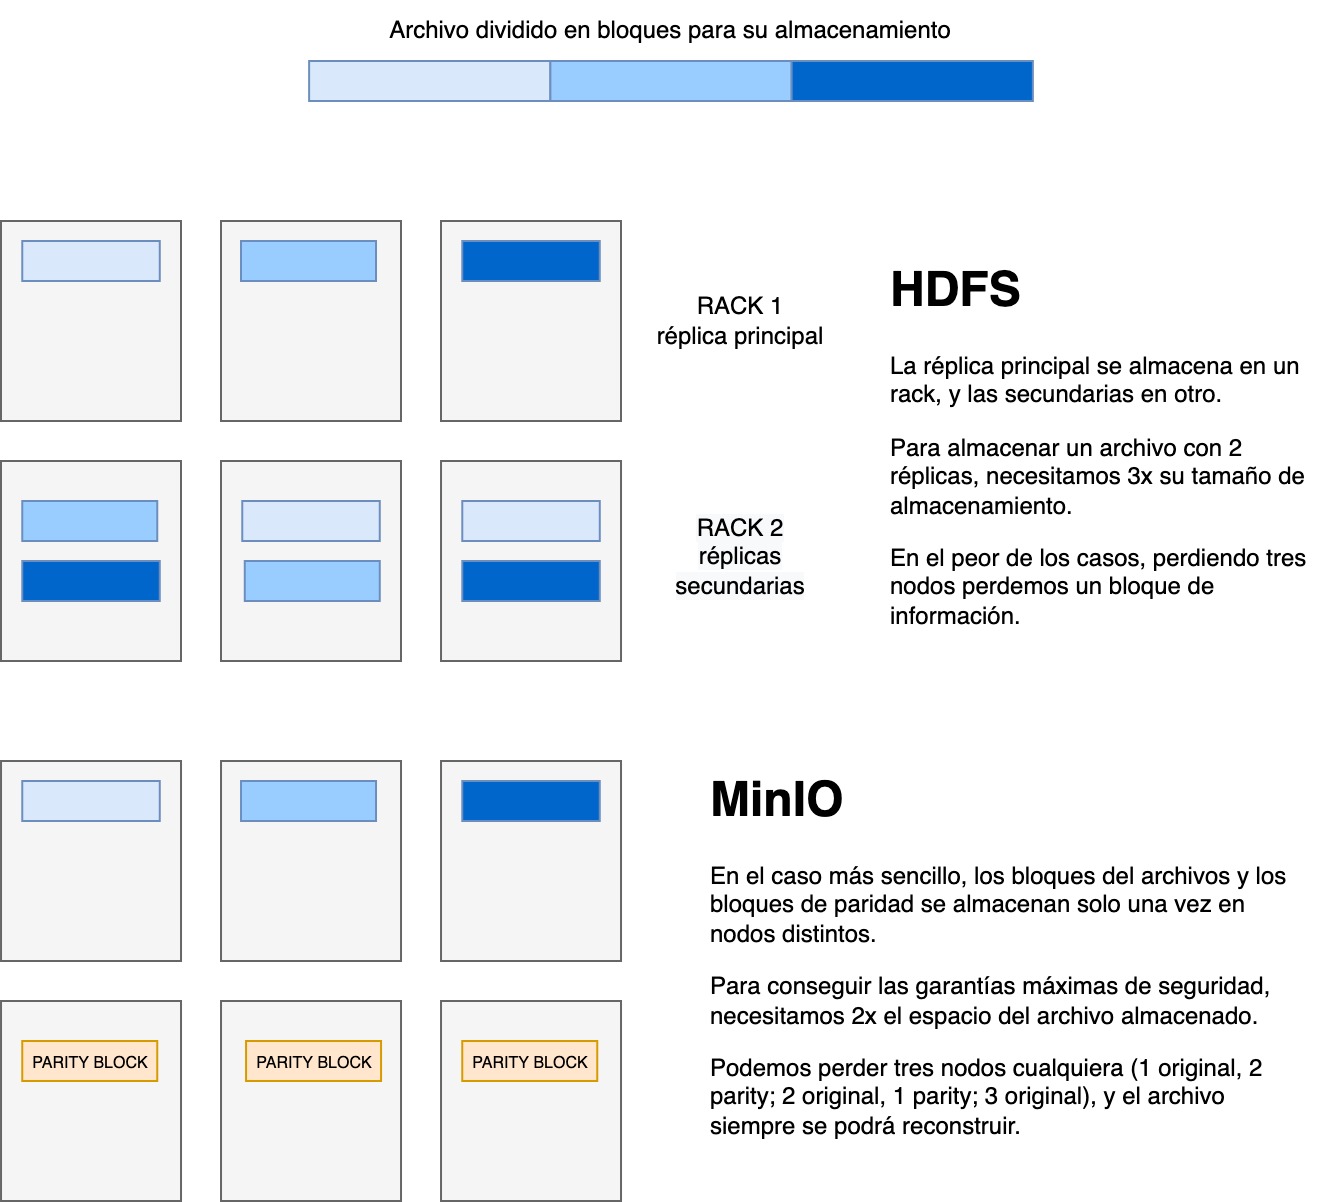 Archivo dividido en bloques para su almacenamiento
RACK 1
réplica principal
HDFS
La réplica principal se almacena en un
rack, y las secundarias en otro.
Para almacenar un archivo con 2
réplicas, necesitamos 3x su tamaño de
almacenamiento.
En el peor de los casos, perdiendo tres
nodos perdemos un bloque de
información.
RACK 2
réplicas
secundarias
MinIO
En el caso más sencillo, los bloques del archivos y los
bloques de paridad se almacenan solo una vez en
nodos distintos.
Para conseguir las garantías máximas de seguridad,
necesitamos 2x el espacio del archivo almacenado.
Podemos perder tres nodos cualquiera (1 original, 2
parity; 2 original, 1 parity; 3 original), y el archivo
siempre se podrá reconstruir.
PARITY BLOCK
PARITY BLOCK
PARITY BLOCK